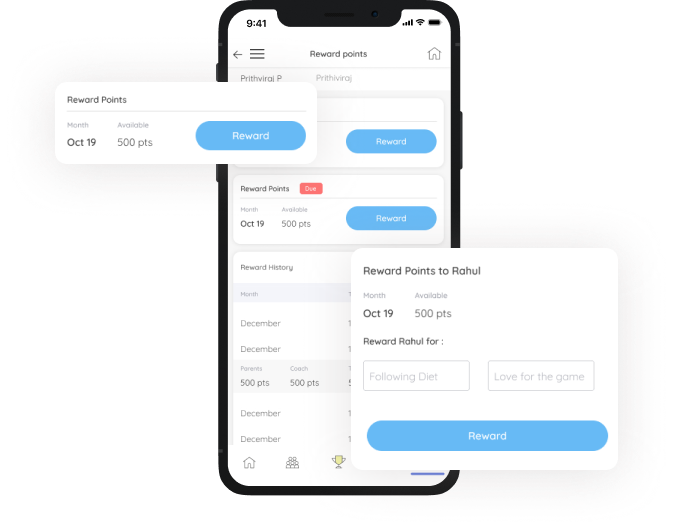 9:41
Reward points
Prithviraj P Prithviraj
Reward Points
Month Available
Oct 19 500 pts
Reward
Reward
Reward Points Due
Month Available
Oct 19 500 pts
Reward
Reward History
Month
December
December
Parents Coach
500 pts 500 pts
December
December
Reward Points to Rahul
Month Available
Oct 19 500 pts
Reward Rahul for :
Following Diet Love for the game
Reward